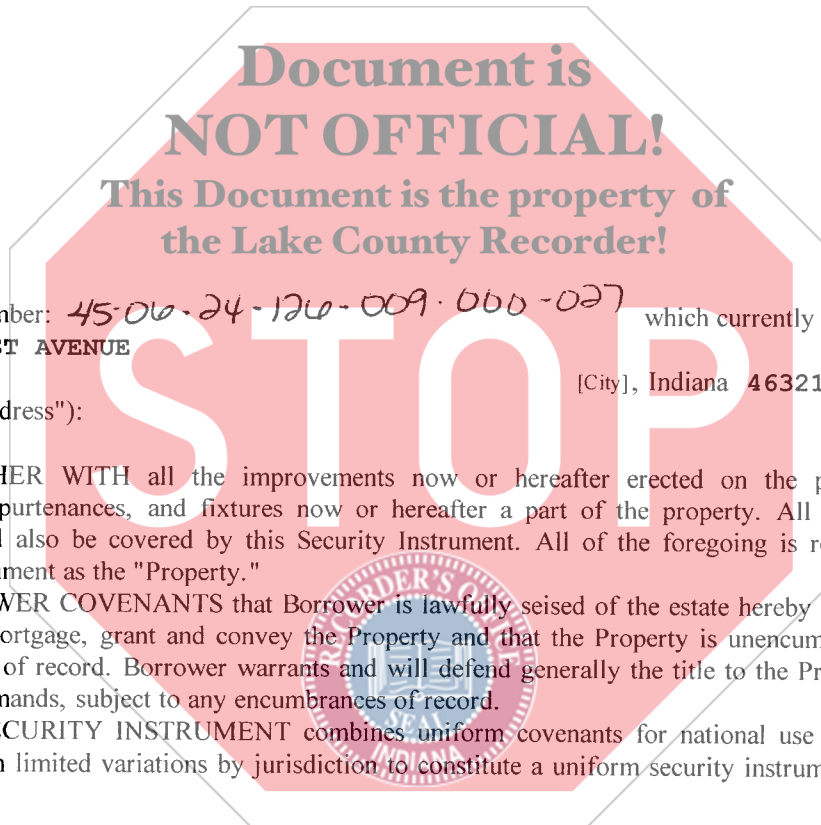 Document is
NOT OFFICIAL!
This Document is the property of
the Lake County Recorder!
STOP
mber: 45-06-24-126-009.000-027 which currently
ST AVENUE
[City], Indiana 46321
dress"):
HER WITH all the improvements now or hereafter erected on the p
purtenances, and fixtures now or hereafter a part of the property. All
l also be covered by this Security Instrument. All of the foregoing is r
ment as the "Property."
WER COVENANTS that Borrower is lawfully seised of the estate hereby
ortgage, grant and convey the Property and that the Property is unencum
of record. Borrower warrants and will defend generally the title to the Pr
mands, subject to any encumbrances of record.
ECURITY INSTRUMENT combines uniform covenants for national use
n limited variations by jurisdiction to constitute a uniform security instrum
RECORDER'S OFFICE
SEAL
INDIANA